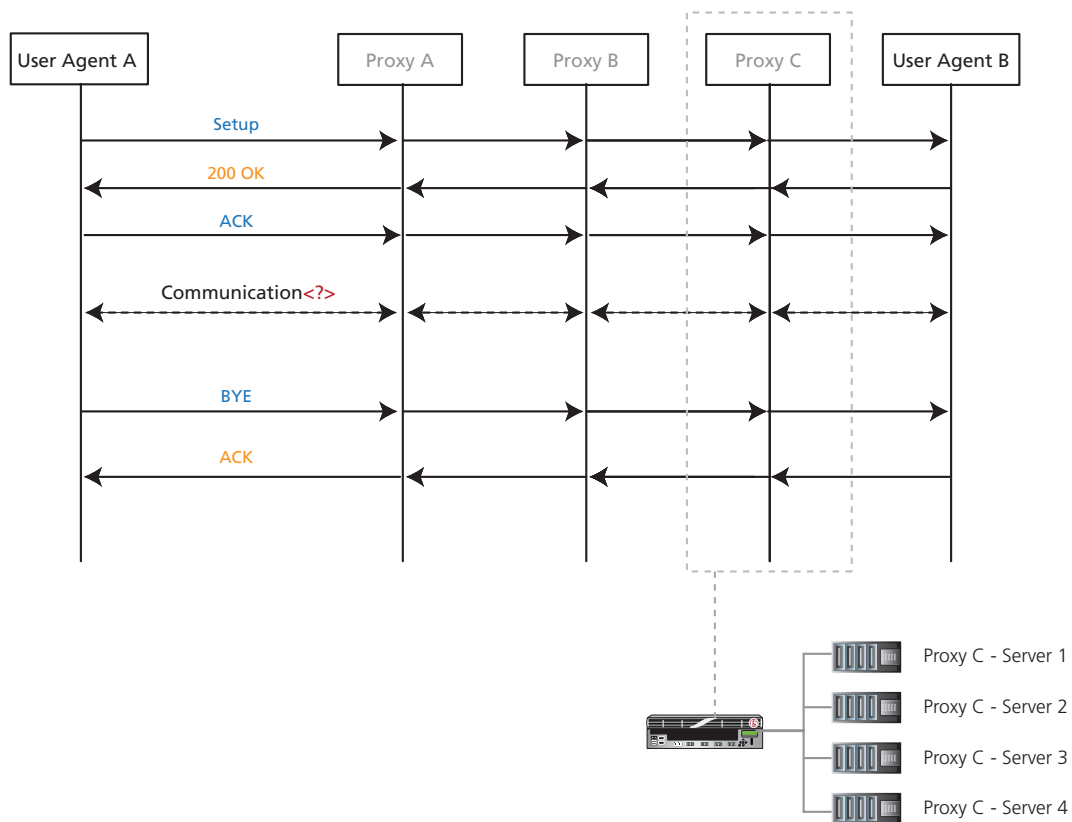 User Agent A
Proxy A
Proxy B
Proxy C
User Agent B
Setup
200 OK
ACK
Communication<?>
BYE
ACK
Proxy C - Server 1
Proxy C - Server 2
Proxy C - Server 3
Proxy C - Server 4